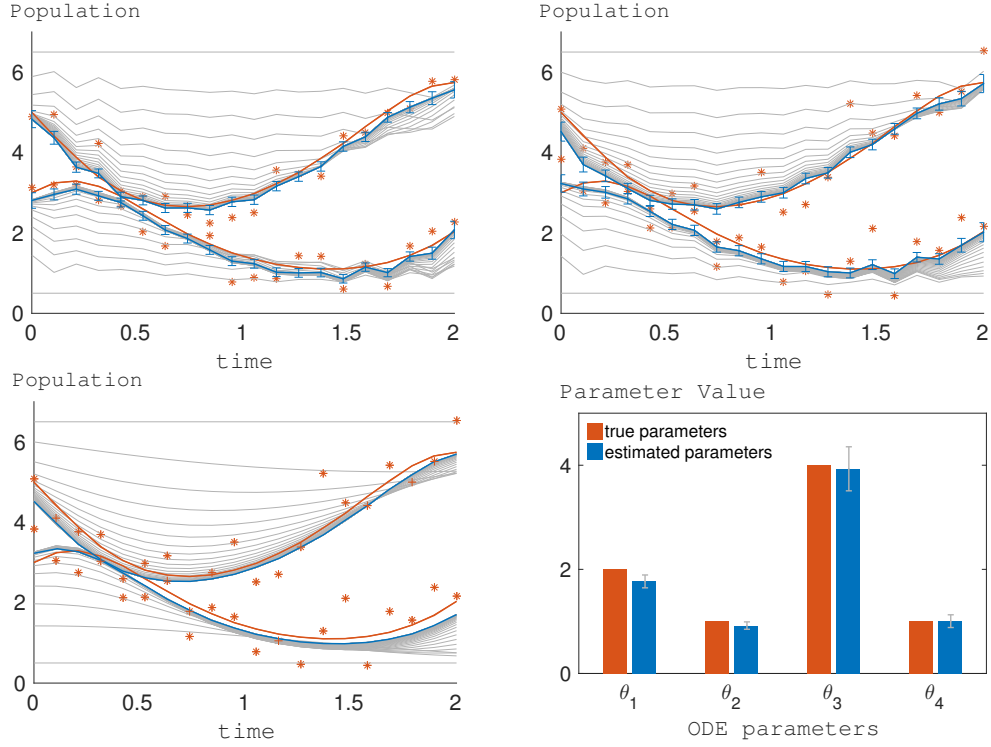 Population
6
4
2
0
0
0.5
1
1.5
2
time
Population
6
4
2
0
0
0.5
1
1.5
2
time
Population
6
4
2
0
0
0.5
1
1.5
2
time
Parameter Value
true parameters
estimated parameters
4
2
0
θ1
θ2
θ3
θ4
ODE parameters